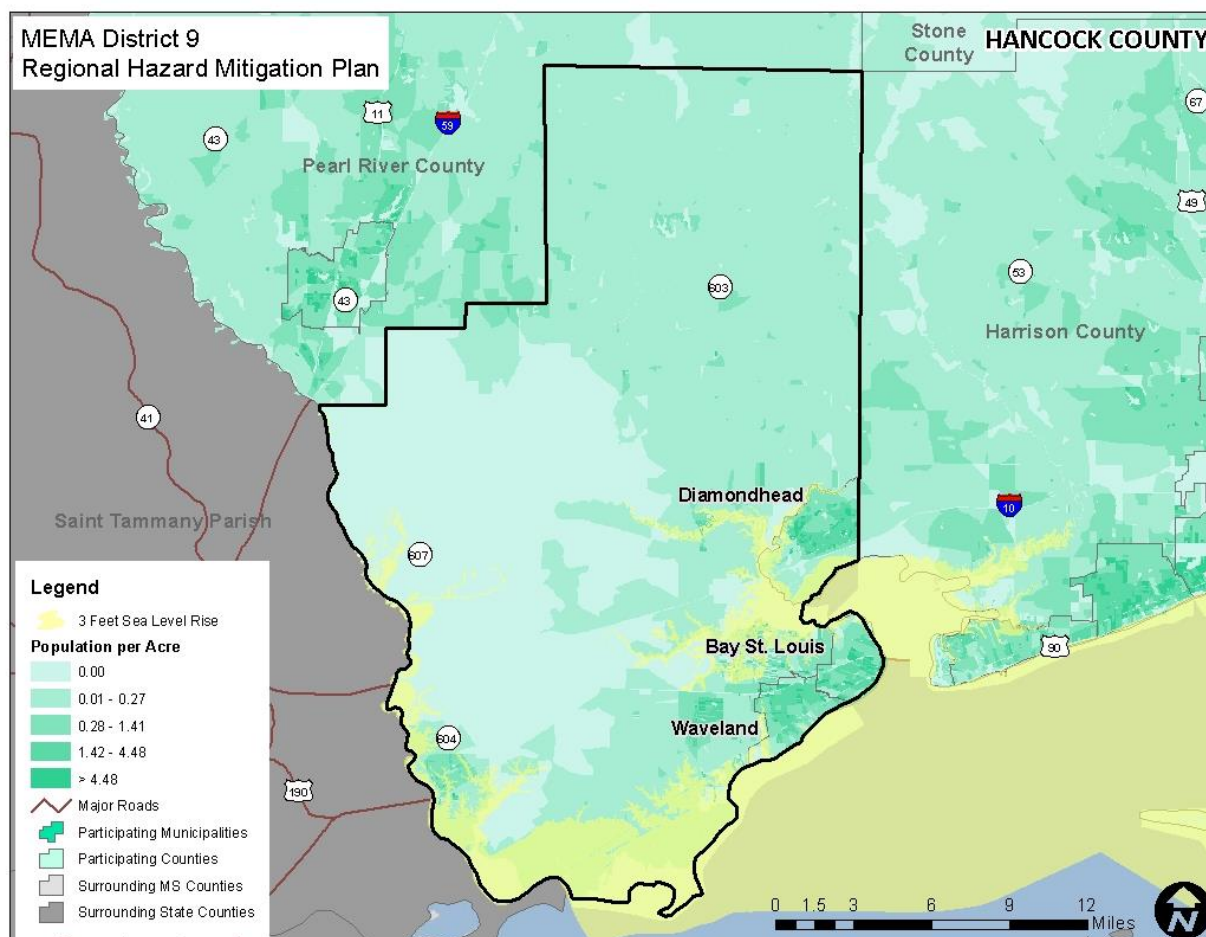 MEMA District 9
Regional Hazard Mitigation Plan
Stone
County
HANCOCK COUNTY
67
11
59
43
Pearl River County
49
53
603
43
Harrison County
41
Diamondhead
10
Saint Tammany Parish
607
Bay St. Louis
90
Waveland
604
190
Legend
3 Feet Sea Level Rise
Population per Acre
0.00
0.01 - 0.27
0.28 - 1.41
1.42 - 4.48
> 4.48
Major Roads
Participating Municipalities
Participating Counties
Surrounding MS Counties
Surrounding State Counties
0 1.5 3 6 9 12
Miles
N